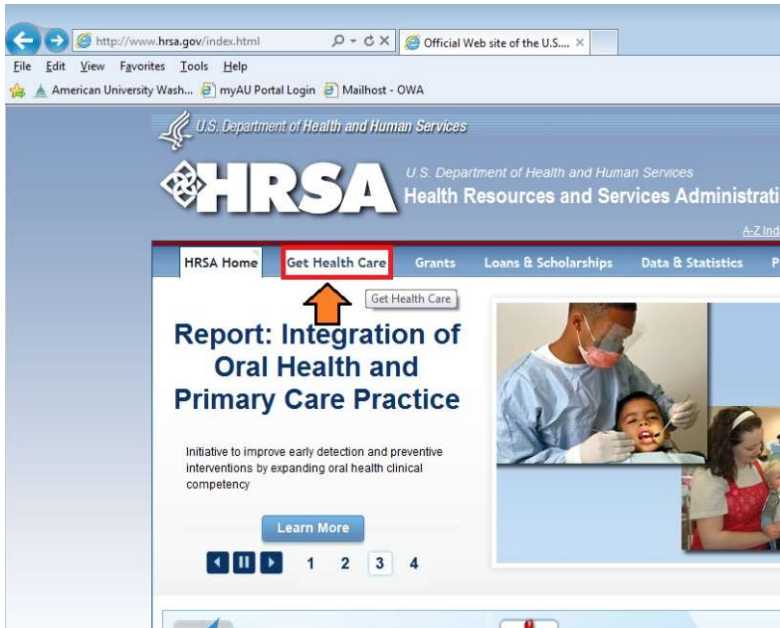 http://www.hrsa.gov/index.html
Official Web site of the U.S....
File Edit View Favorites Tools Help
American University Wash... myAU Portal Login Mailhost - OWA
U.S. Department of Health and Human Services
HRSA
U.S. Department of Health and Human Services
Health Resources and Services Administrati
A-Z Ind
HRSA Home Get Health Care Grants Loans & Scholarships Data & Statistics P
Get Health Care
Report: Integration of
Oral Health and
Primary Care Practice
Initiative to improve early detection and preventive
interventions by expanding oral health clinical
competency
Learn More
1 2 3 4